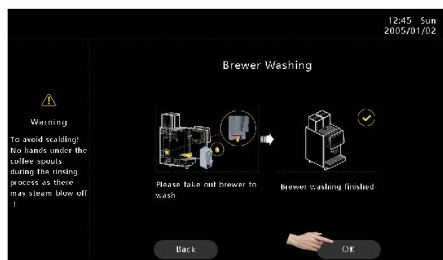 12:45 Sun
2005/01/02
Brewer Washing
Warning
To avoid scalding!
No hands under the
coffee spouts
during the rinsing
process as there
may steam blow off
!
Please take out brewer to
wash
Brewer washing finished
Back
OK